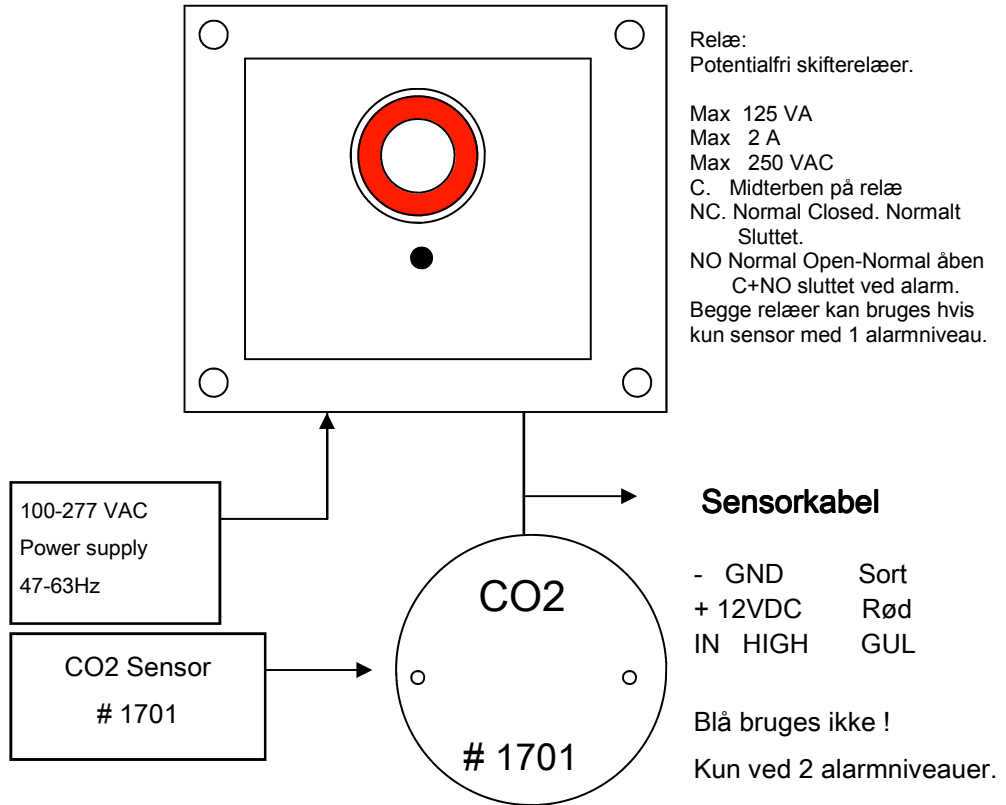 Relæ:
Potentialfri skifterelæer.
Max 125 VA
Max 2 A
Max 250 VAC
C. Midterben på relæ
NC. Normal Closed. Normalt
Sluttet.
NO Normal Open-Normal åben
C+NO sluttet ved alarm.
Begge relæer kan bruges hvis
kun sensor med 1 alarmniveau.
100-277 VAC
Power supply
47-63Hz
CO2 Sensor
# 1701
CO2
# 1701
Sensorkabel
- GND Sort
+ 12VDC Rød
IN HIGH GUL
Blå bruges ikke !
Kun ved 2 alarmniveauer.